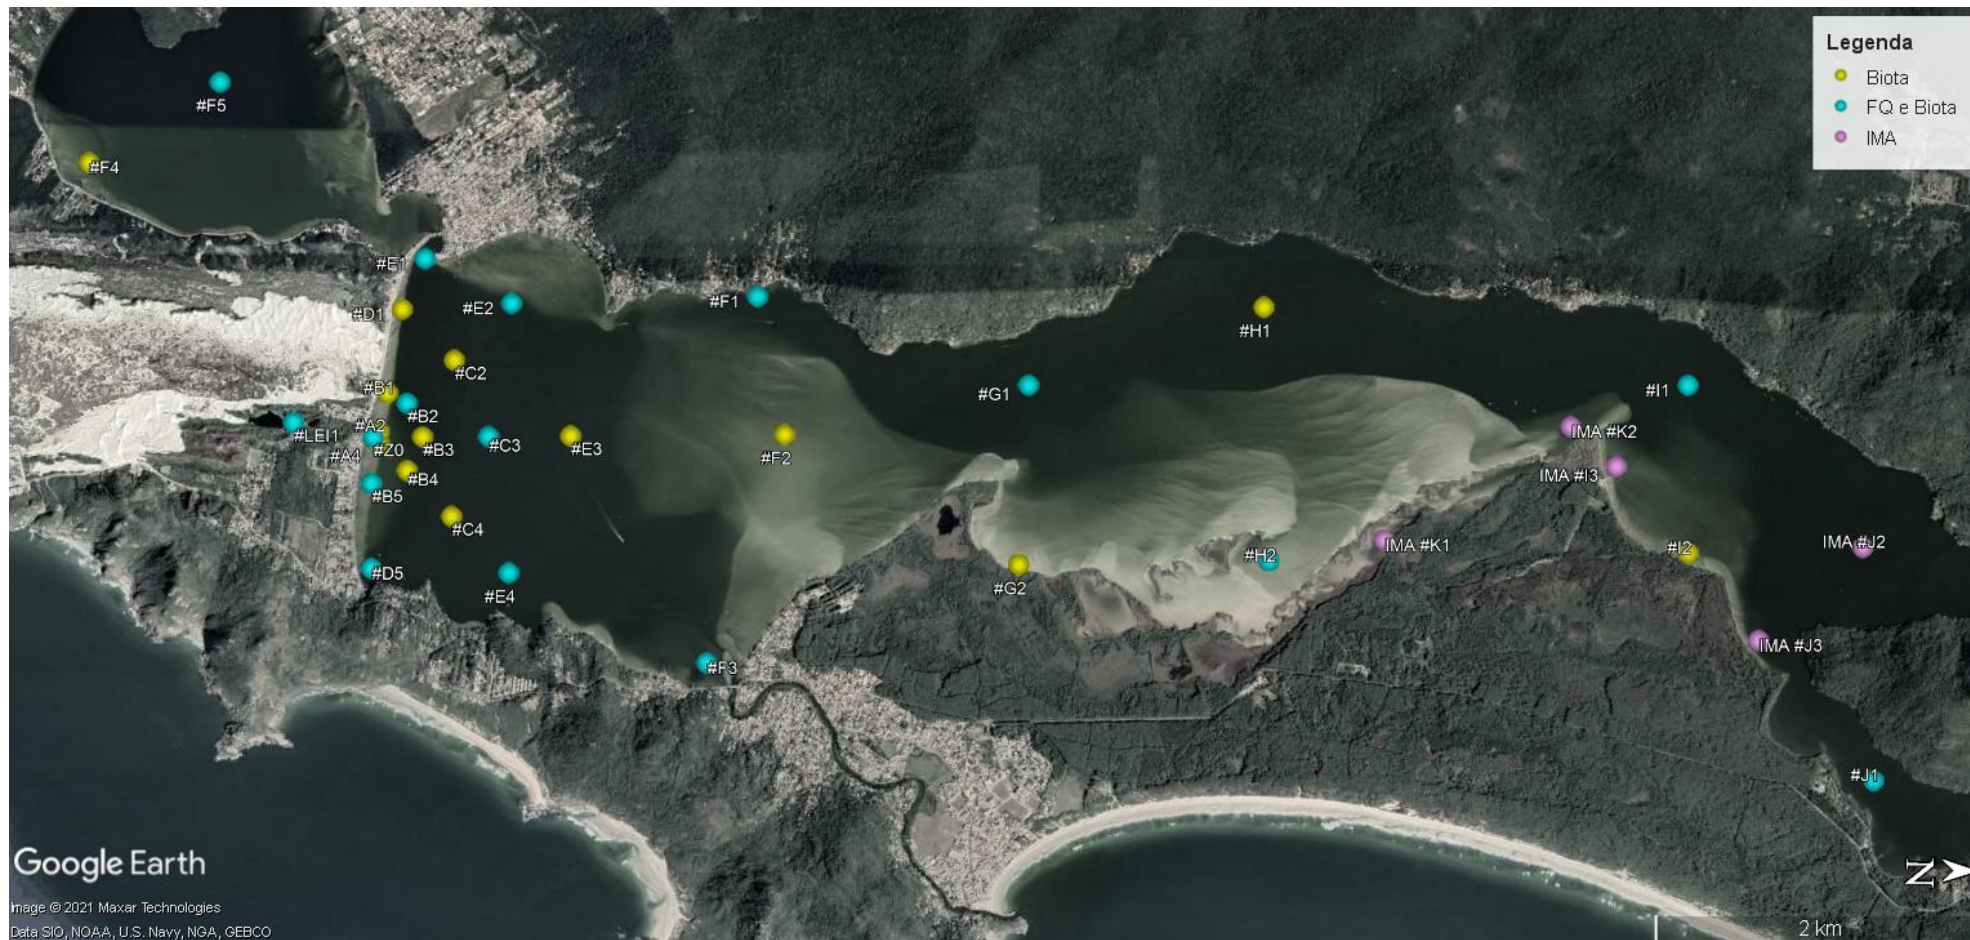 Legenda
Biota
FQ e Biota
IMA
#F5
#F4
#E1
#D1
#E2
#F1
#H1
#C2
#B1
#B2
#G1
#I1
#LEI1
#A2
#Z0
#A4
#B3
#C3
#E3
#F2
IMA #K2
IMA #I3
#B4
#B5
#C4
#D5
#E4
#F3
#G2
#H2
IMA #K1
#I2
IMA #J2
IMA #J3
#J1
Google Earth
Image © 2021 Maxar Technologies
Data SIO, NOAA, U.S. Navy, NGA, GEBCO
N
2 km